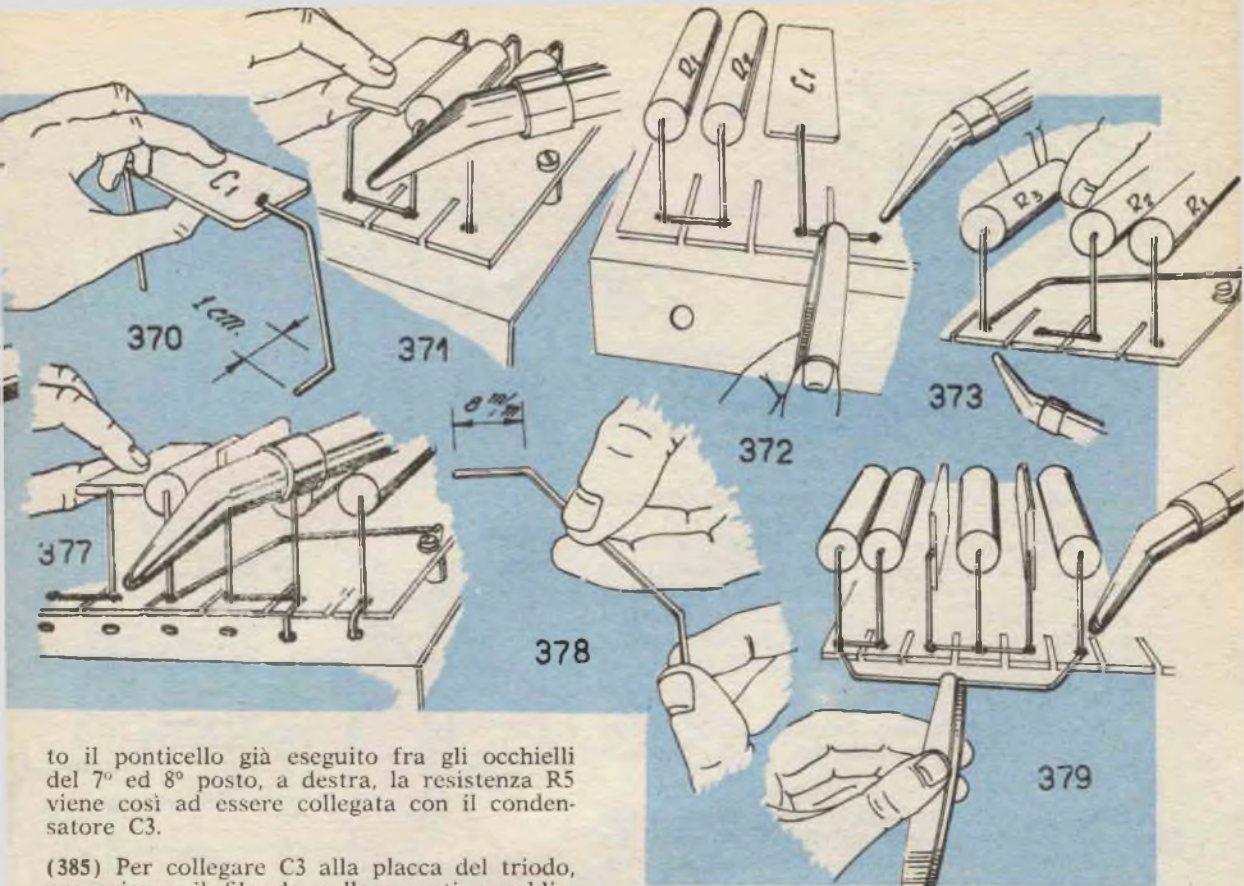 C1
1 cm.
370
371
R1
R2
C1
372
R3
R2
R1
373
377
8 m/m
378
379
to il ponticello già eseguito fra gli occhielli
del 7º ed 8º posto, a destra, la resistenza R5
viene così ad essere collegata con il conden-
satore C3.
(385) Per collegare C3 alla placca del triodo,